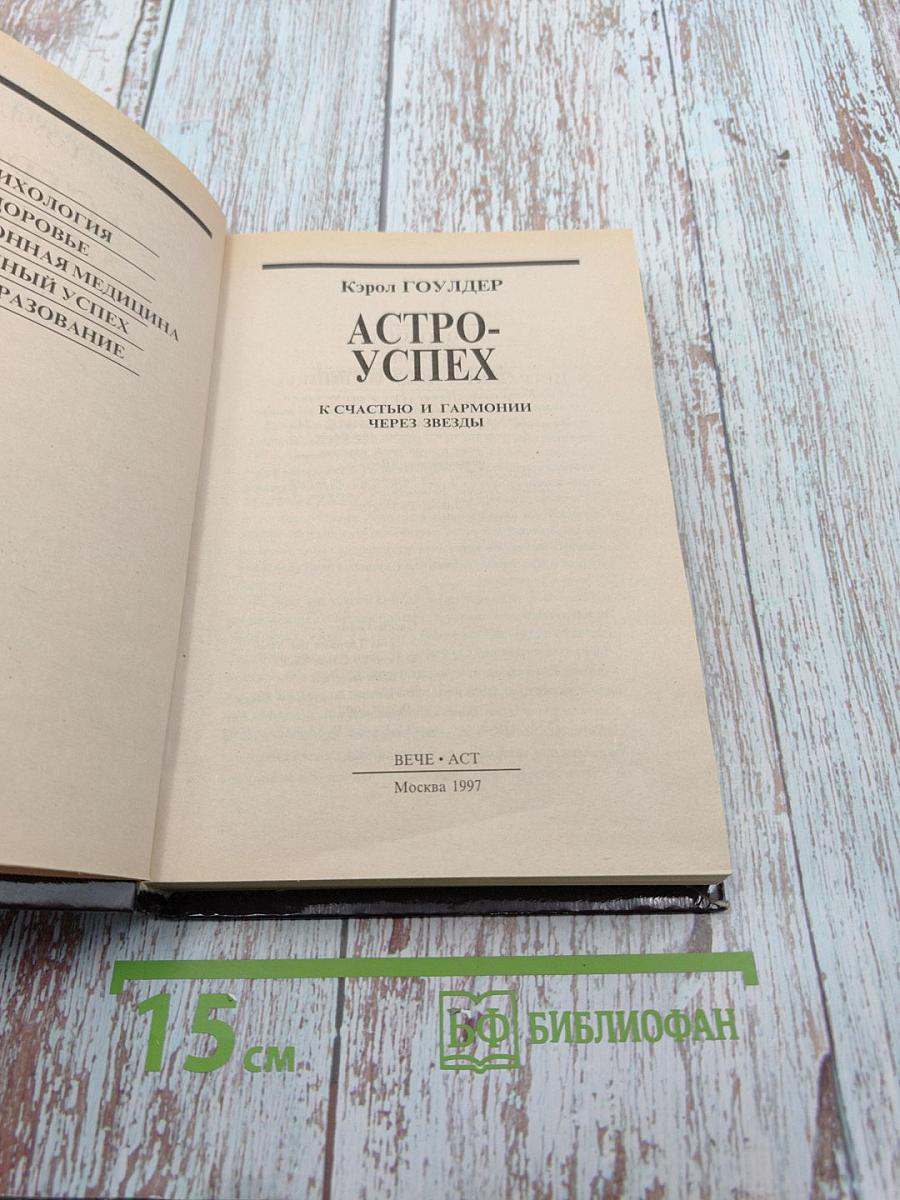 ИХОЛОГИЯ
ДОРОВЬЕ
ОННАЯ МЕДИЦИНА
НЫЙ УСПЕХ
РАЗОВАНИЕ
Кэрол ГОУЛДЕР
АСТРО-
УСПЕХ
К СЧАСТЬЮ И ГАРМОНИИ
ЧЕРЕЗ ЗВЕЗДЫ
ВЕЧЕ • АСТ
Москва 1997
15 см
БФ БИБЛИОФАН